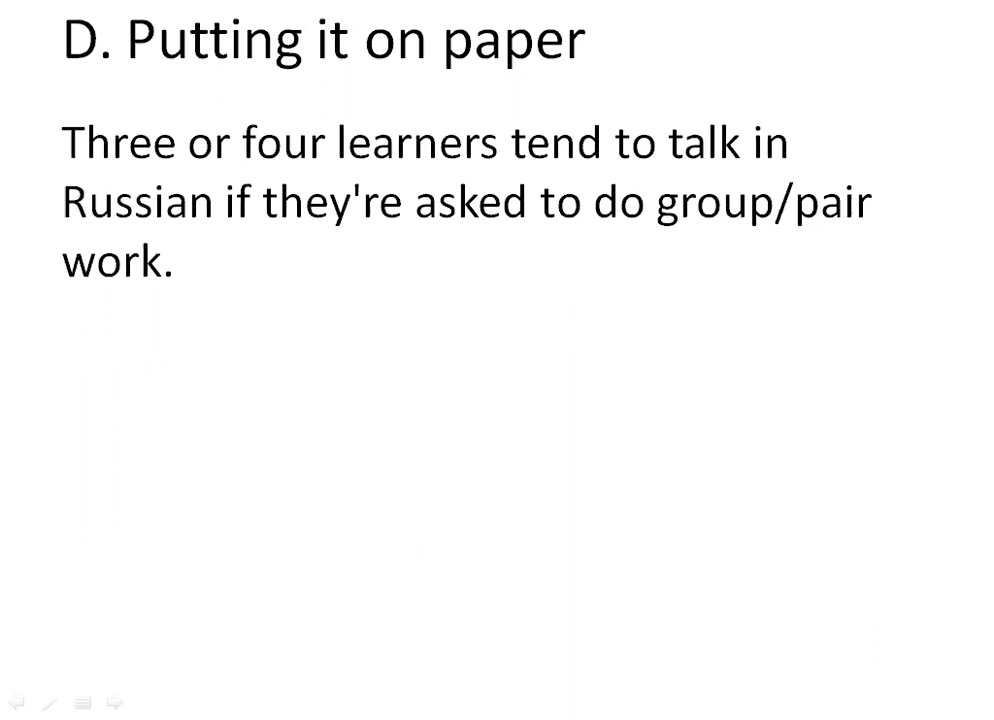 D. Putting it on paper
Three or four learners tend to talk in
Russian if they're asked to do group/pair
work.